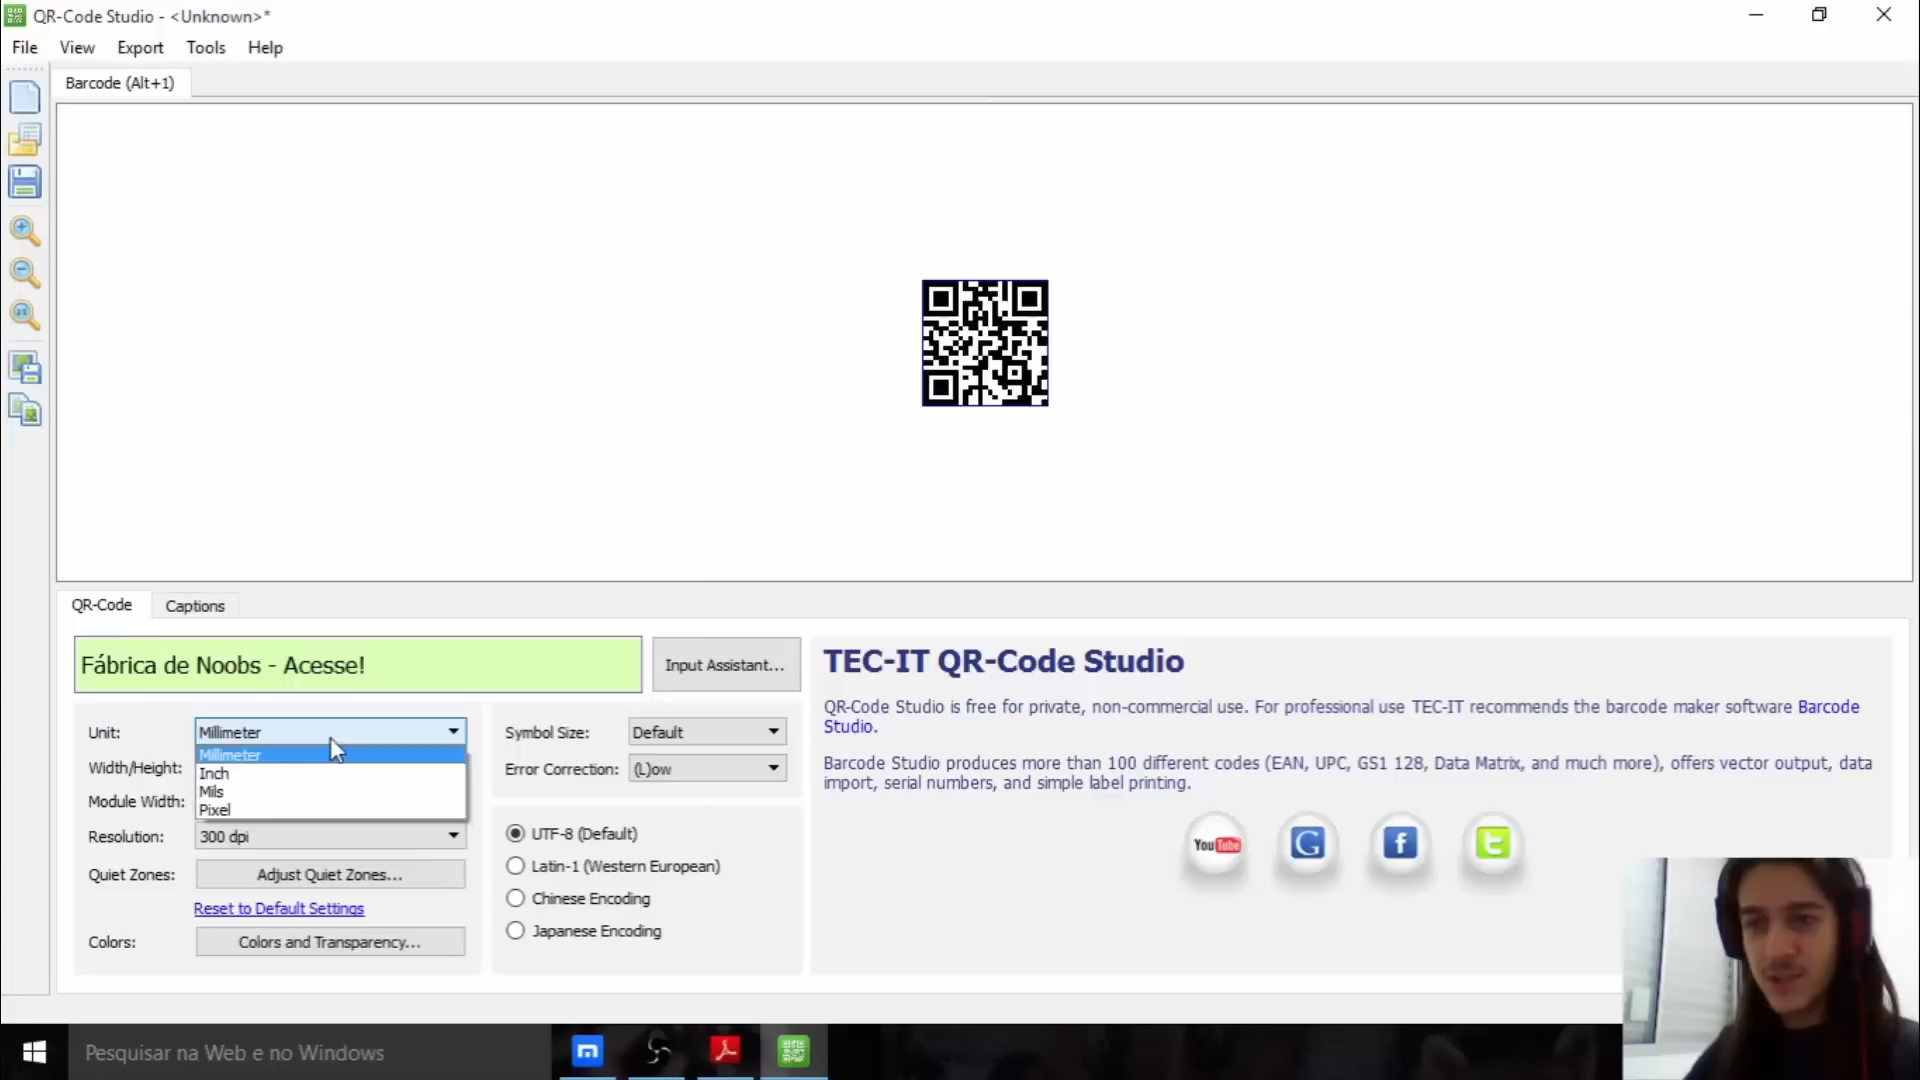 QR-Code Studio - <Unknown>*
File View Export Tools Help
Barcode (Alt+1)
QR-Code Captions
Fábrica de Noobs - Acesse!
Input Assistant...
Unit:
Millimeter
Millimeter
Inch
Mils
Pixel
Width/Height:
Module Width:
Resolution:
300 dpi
Quiet Zones:
Adjust Quiet Zones...
Reset to Default Settings
Colors:
Colors and Transparency...
Symbol Size:
Default
Error Correction:
(L)ow
UTF-8 (Default)
Latin-1 (Western European)
Chinese Encoding
Japanese Encoding
TEC-IT QR-Code Studio
QR-Code Studio is free for private, non-commercial use. For professional use TEC-IT recommends the barcode maker software Barcode
Studio.
Barcode Studio produces more than 100 different codes (EAN, UPC, GS1 128, Data Matrix, and much more), offers vector output, data
import, serial numbers, and simple label printing.
YouTube
G
f
t
Pesquisar na Web e no Windows
m